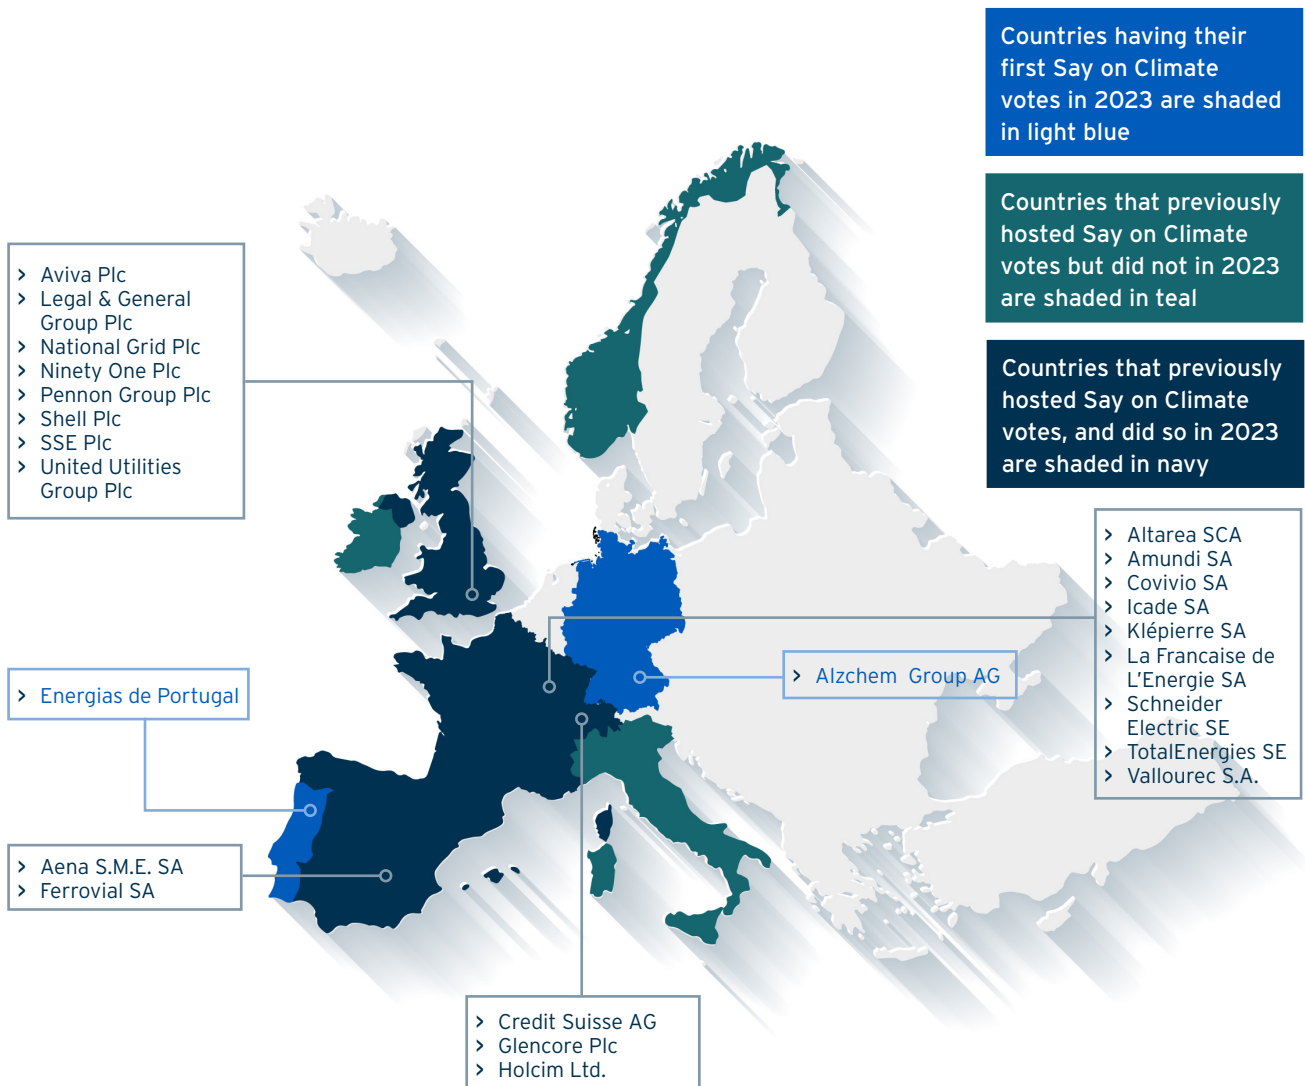 Countries having their
first Say on Climate
votes in 2023 are shaded
in light blue
Countries that previously
hosted Say on Climate
votes but did not in 2023
are shaded in teal
Countries that previously
hosted Say on Climate
votes, and did so in 2023
are shaded in navy
> Aviva Plc
> Legal & General
Group Plc
> National Grid Plc
> Ninety One Plc
> Pennon Group Plc
> Shell Plc
> SSE Plc
> United Utilities
Group Plc
> Altarea SCA
> Amundi SA
> Covivio SA
> Icade SA
> Klépierre SA
> La Francaise de
L'Energie SA
> Schneider
Electric SE
> TotalEnergies SE
> Vallourec S.A.
> Energias de Portugal
> Alzchem Group AG
> Aena S.M.E. SA
> Ferrovial SA
> Credit Suisse AG
> Glencore Plc
> Holcim Ltd.